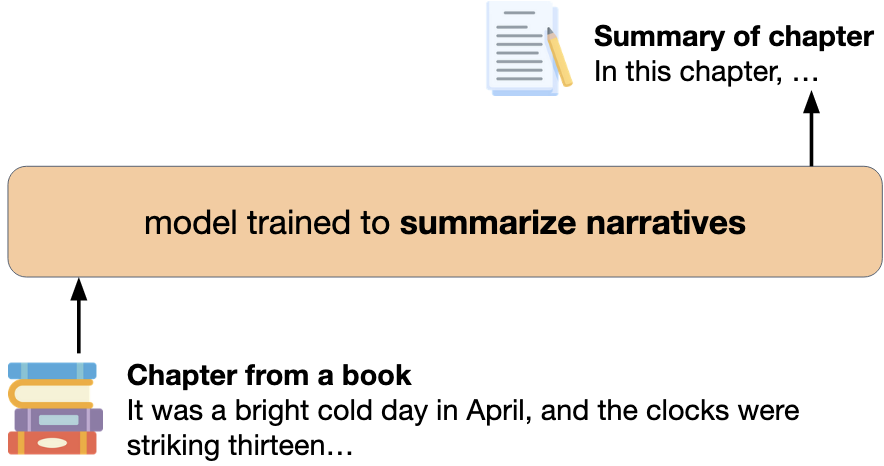 Summary of chapter
In this chapter, …
model trained to summarize narratives
Chapter from a book
It was a bright cold day in April, and the clocks were
striking thirteen…